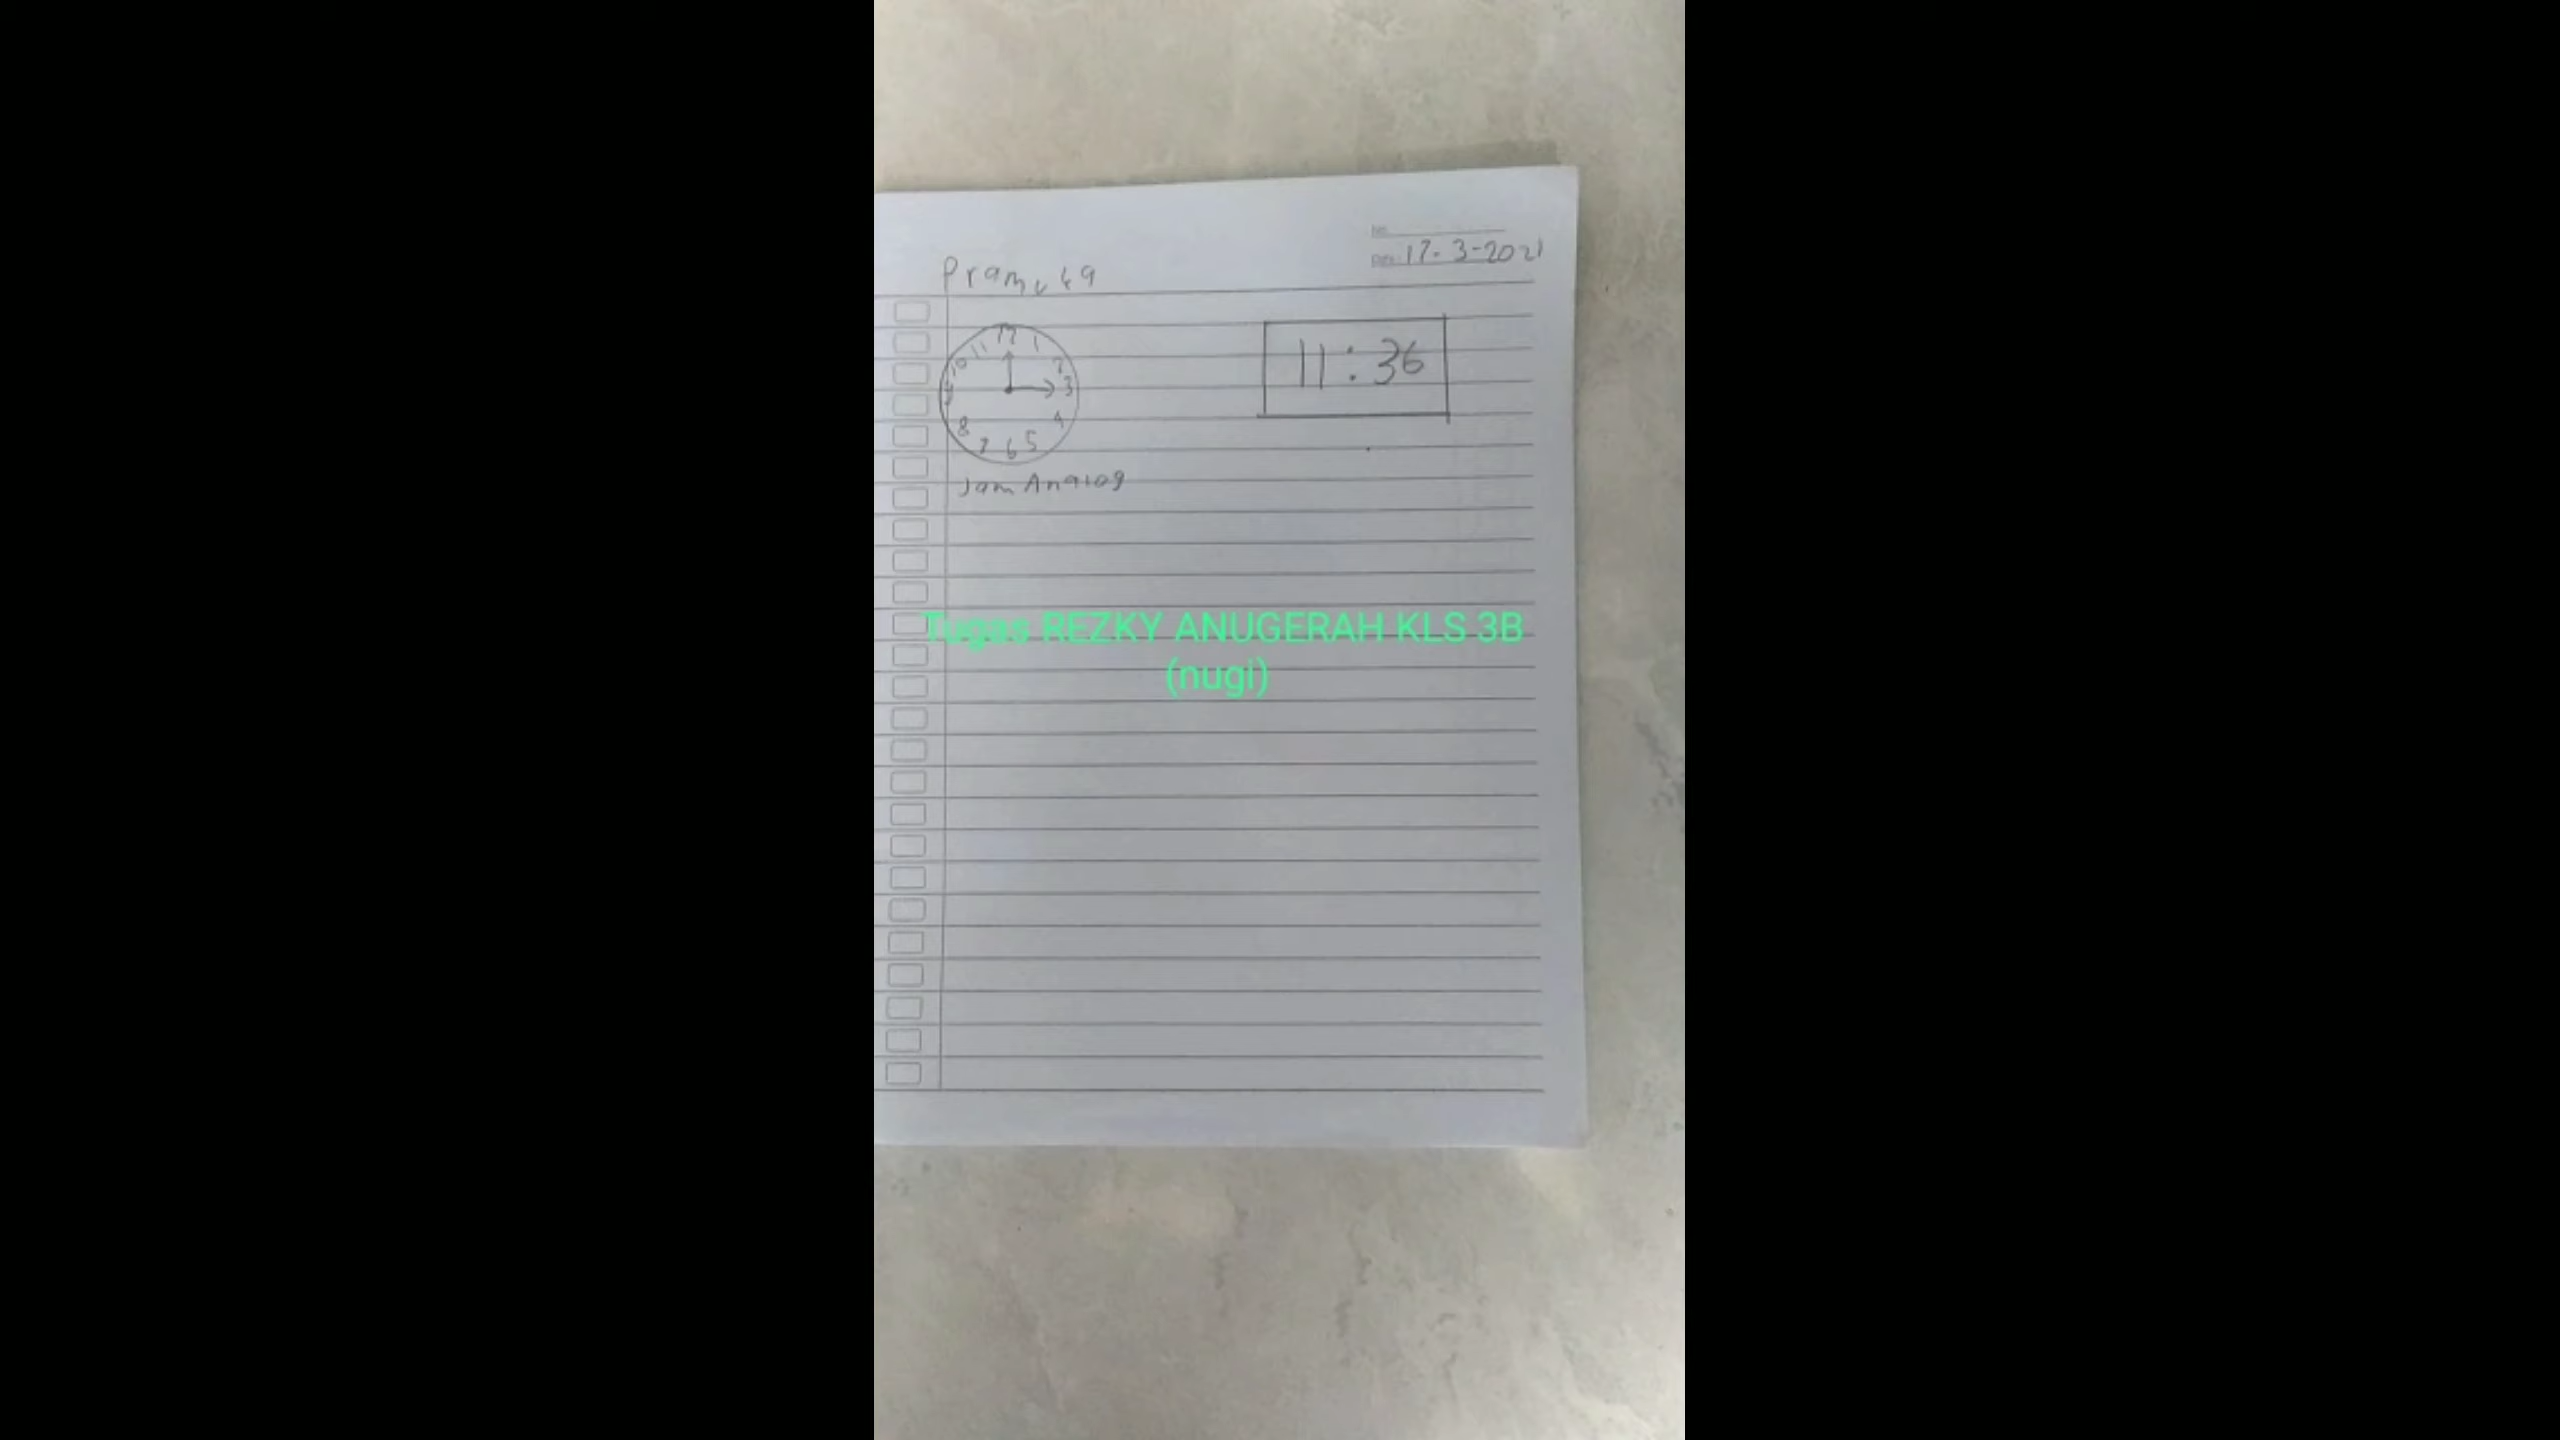 No.
Date 17-3-2021
Pramuka
12
11 1
10 2
9 3
8 4
7 6 5
11:36
Jam Analog
Tugas REZKY ANUGERAH KLS 3B
(nugi)